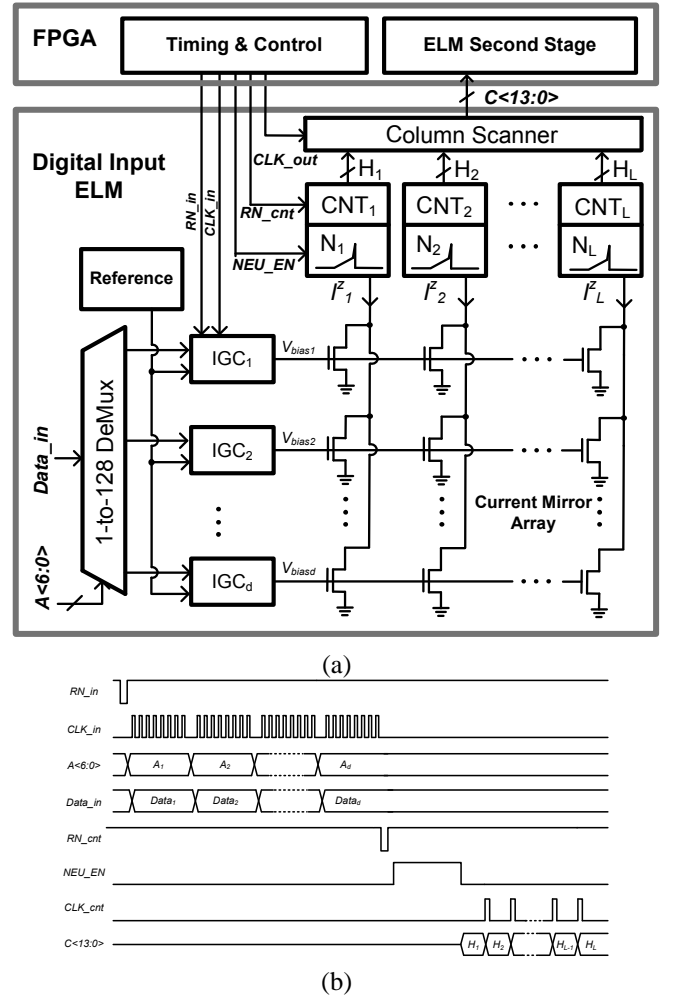 FPGA
Timing & Control
ELM Second Stage
C<13:0>
Digital Input
ELM
Column Scanner
CLK_out
RN_in
CLK_in
RN_cnt
NEU_EN
H1 H2 HL
CNT1 CNT2 ... CNTL
N1 N2 ... NL
I^z_1 I^z_2 I^z_L
Reference
1-to-128 DeMux
Data_in
A<6:0>
IGC1 Vbias1 ...
IGC2 Vbias2 ...
Current Mirror
Array
IGCd Vbiasd ...
(a)
RN_in
CLK_in
A<6:0> A1 A2 Ad
Data_in Data1 Data2 Datad
RN_cnt
NEU_EN
CLK_cnt
C<13:0> H1 H2 HL-1 HL
(b)